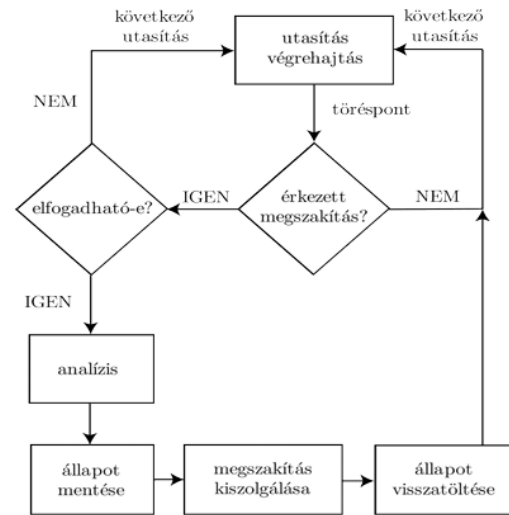 következő
utasítás
utasítás
végrehajtás
következő
utasítás
NEM
töréspont
elfogadható-e?
IGEN
érkezett
megszakítás?
NEM
IGEN
analízis
állapot
mentése
megszakítás
kiszolgálása
állapot
visszatöltése